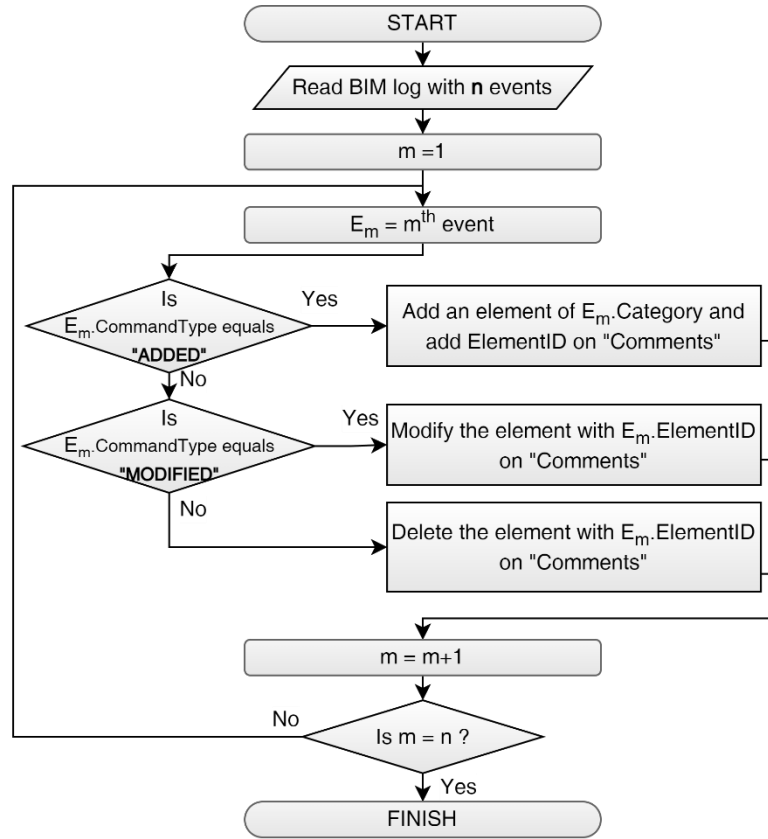 START
Read BIM log with n events
m =1
E_m = m^th event
Is
E_m.CommandType equals
"ADDED"
Yes
Add an element of E_m.Category and
add ElementID on "Comments"
No
Is
E_m.CommandType equals
"MODIFIED"
Yes
Modify the element with E_m.ElementID
on "Comments"
No
Delete the element with E_m.ElementID
on "Comments"
m = m+1
No
Is m = n ?
Yes
FINISH